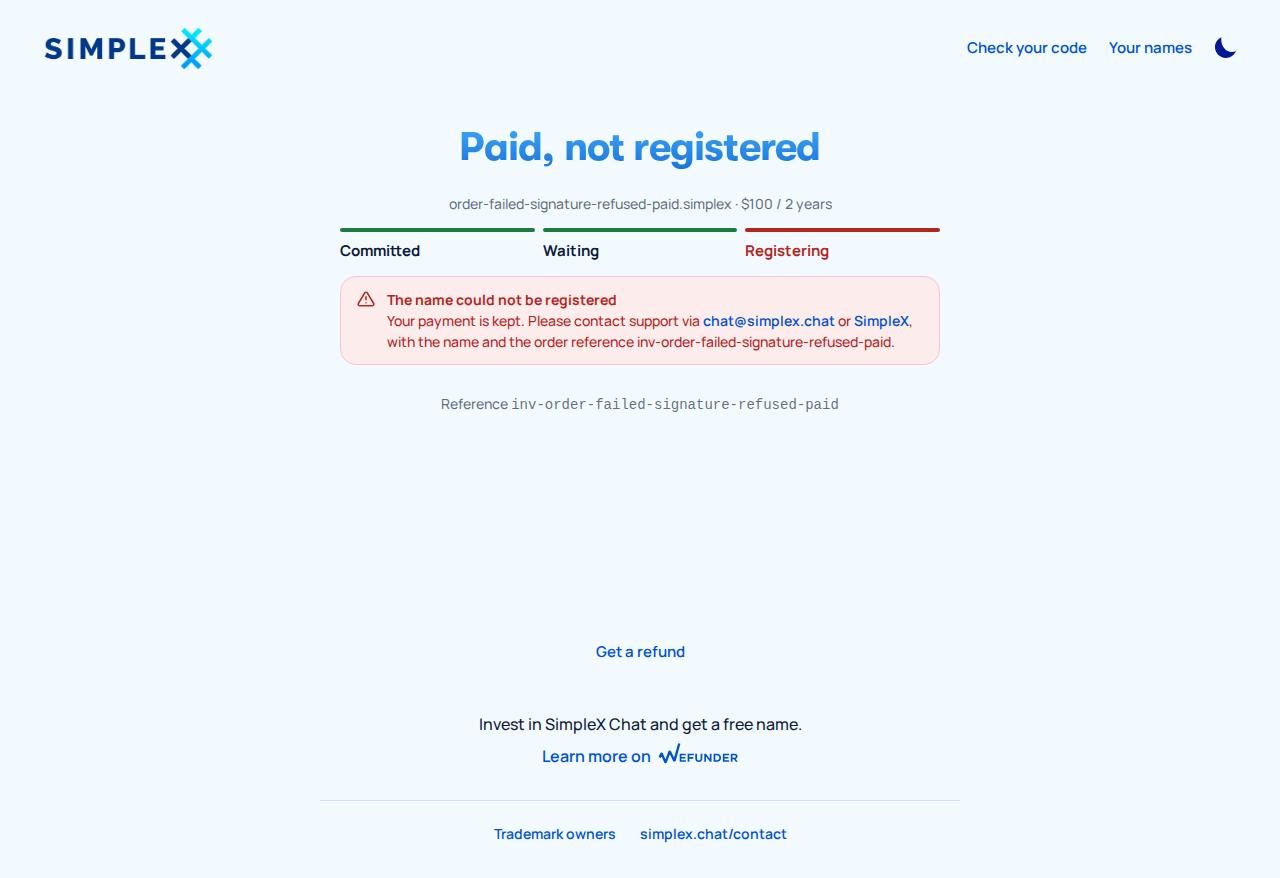 SIMPLEX
Check your code
Your names
Paid, not registered
order-failed-signature-refused-paid.simplex · $100 / 2 years
Committed
Waiting
Registering
The name could not be registered
Your payment is kept. Please contact support via chat@simplex.chat or SimpleX,
with the name and the order reference inv-order-failed-signature-refused-paid.
Reference inv-order-failed-signature-refused-paid
Get a refund
Invest in SimpleX Chat and get a free name.
Learn more on WEFUNDER
Trademark owners
simplex.chat/contact